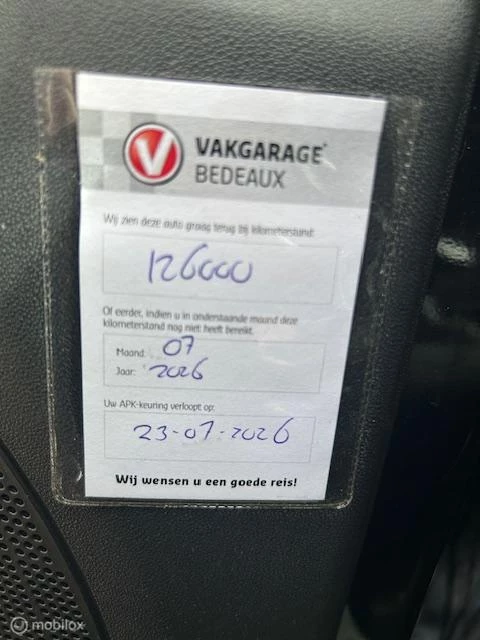 V
VAKGARAGE
BEDEAUX
Wij zien deze auto graag terug bij kilometerstand:
126000
Of eerder, indien u in onderstaande maand deze
kilometerstand nog niet heeft bereikt.
Maand: 07
Jaar: 2026
Uw APK-keuring verloopt op:
23-07-2026
Wij wensen u een goede reis!
© mobilox